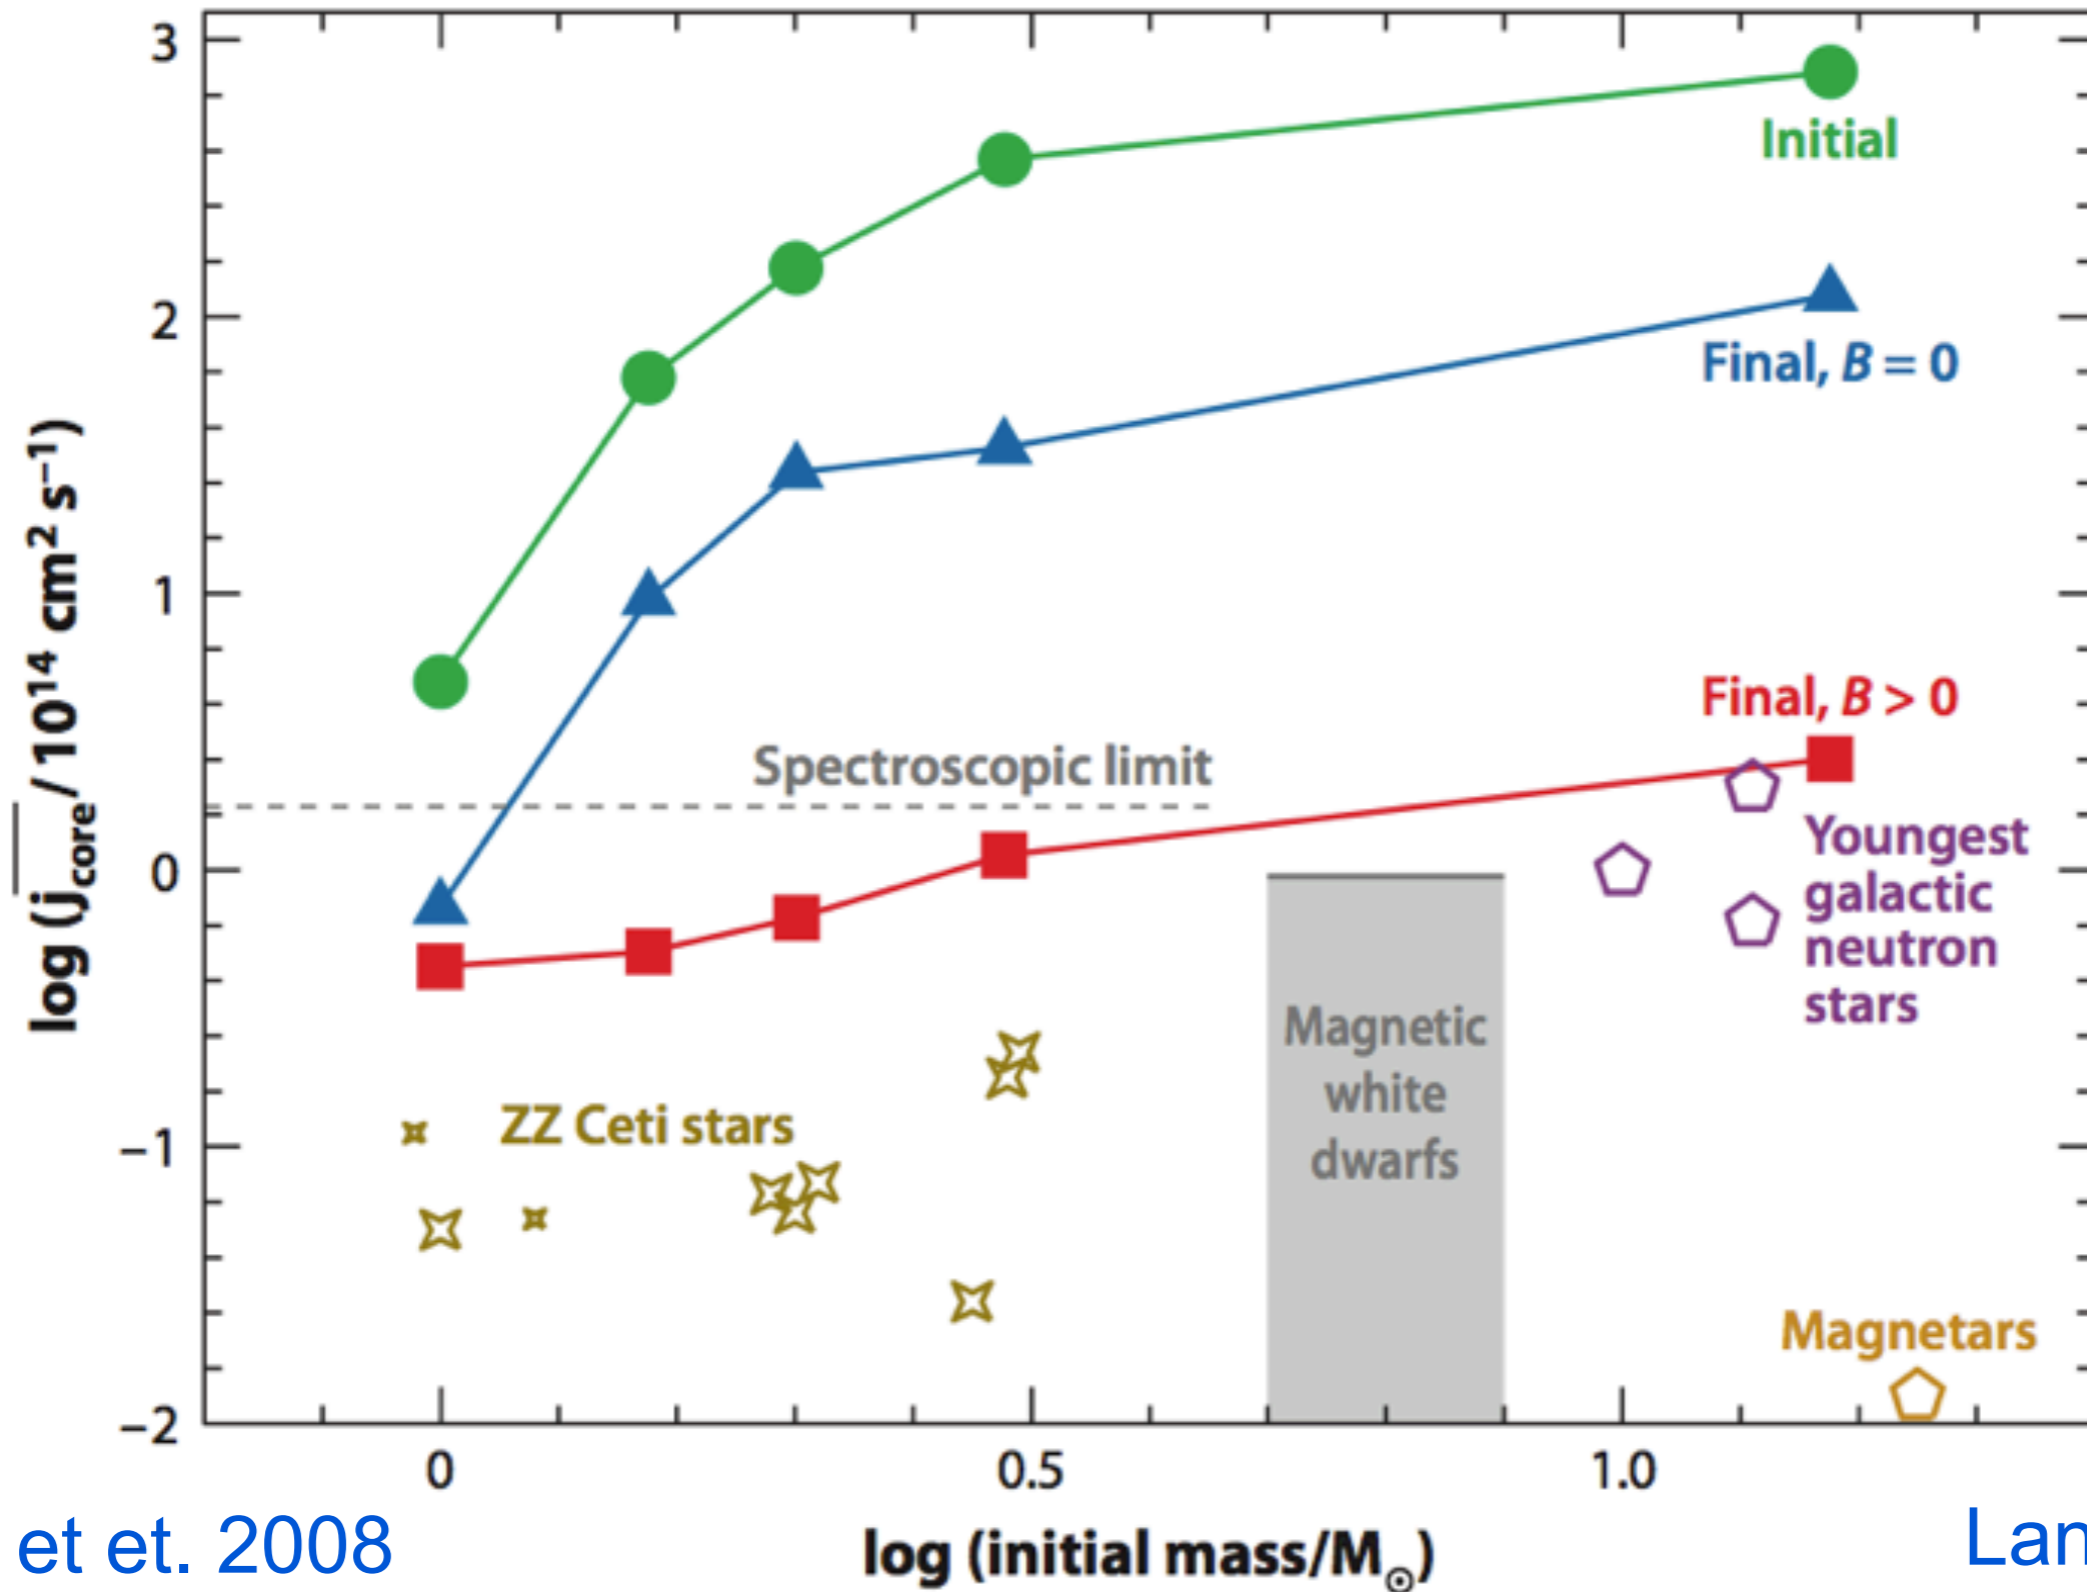 3
2
1
0
−1
−2
log (j̅core/10¹⁴ cm² s⁻¹)
Initial
Final, B = 0
Final, B > 0
Spectroscopic limit
Youngest
galactic
neutron
stars
Magnetic
white
dwarfs
ZZ Ceti stars
Magnetars
0
0.5
1.0
log (initial mass/M☉)
et et. 2008
Lan